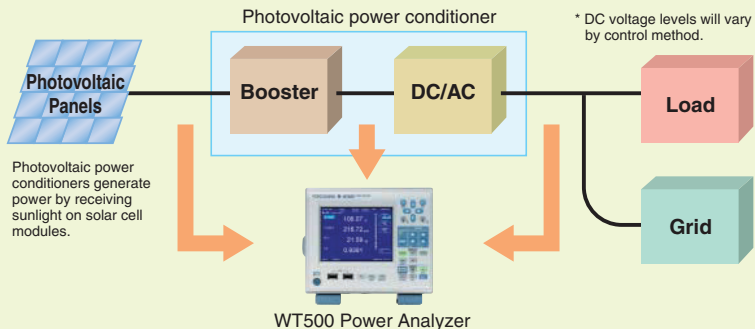 Photovoltaic power conditioner
* DC voltage levels will vary
by control method.
Photovoltaic
Panels
Booster
DC/AC
Load
Photovoltaic power
conditioners generate
power by receiving
sunlight on solar cell
modules.
Grid
WT500 Power Analyzer